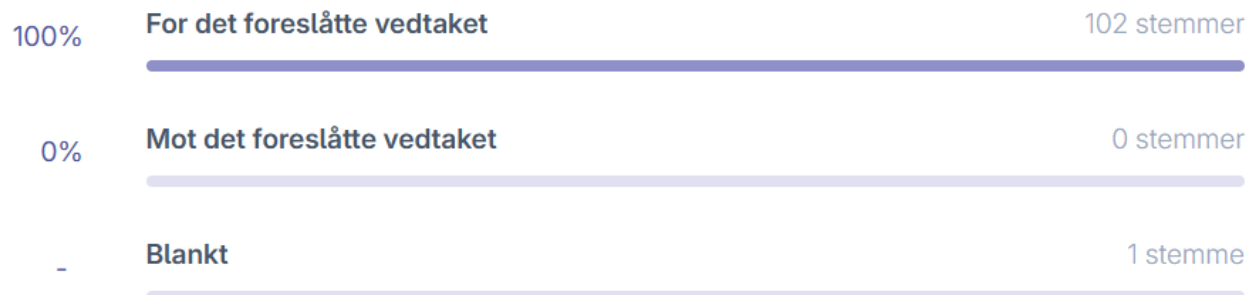 For det foreslåtte vedtaket 102 stemmer
100%
Mot det foreslåtte vedtaket 0 stemmer
0%
Blankt 1 stemme
-